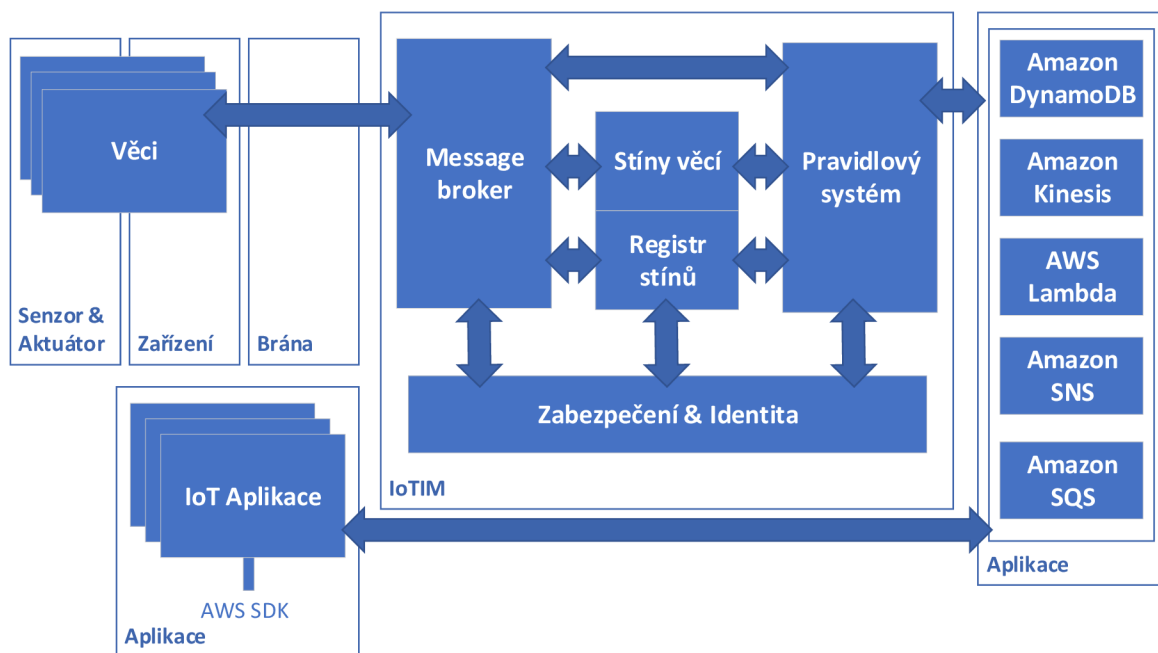 Věci
Senzor &
Aktuátor
Zařízení
Brána
Message
broker
Stíny věcí
Registr
stínů
Pravidlový
systém
Zabezpečení & Identita
IoTIM
Amazon
DynamoDB
Amazon
Kinesis
AWS
Lambda
Amazon
SNS
Amazon
SQS
Aplikace
IoT Aplikace
AWS SDK
Aplikace